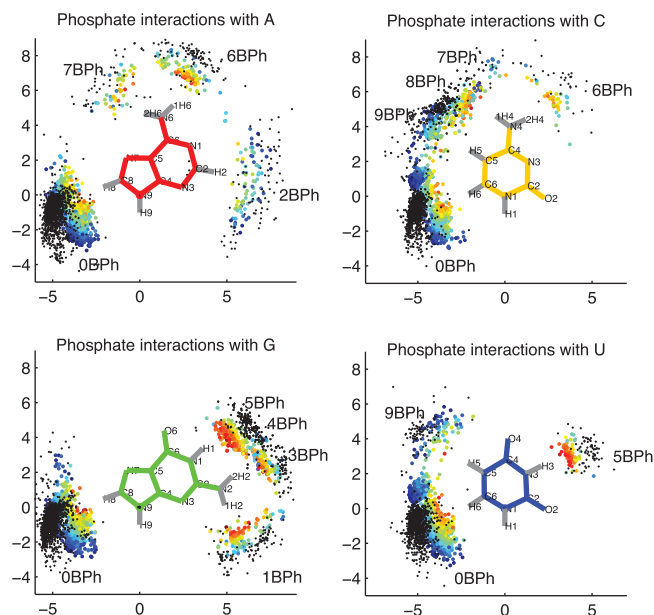 Phosphate interactions with A
8
6
4
2
0
−2
−4
−5
0
5
7BPh
6BPh
2BPh
0BPh
1H6
2H6
N6
C6
N1
C2
H2
N3
C4
C5
N7
C8
H8
N9
H9
Phosphate interactions with C
8
6
4
2
0
−2
−4
−5
0
5
7BPh
8BPh
6BPh
9BPh
0BPh
1H4
2H4
N4
C4
H5
C5
N3
C6
C2
H6
N1
O2
H1
Phosphate interactions with G
8
6
4
2
0
−2
−4
−5
0
5
5BPh
4BPh
3BPh
1BPh
0BPh
O6
H1
C6
N1
N7
C5
2H2
C2
N2
C8
H8
C4
N3
1H2
N9
H9
Phosphate interactions with U
8
6
4
2
0
−2
−4
−5
0
5
9BPh
5BPh
0BPh
O4
C4
H5
H3
C5
N3
C6
C2
H6
N1
O2
H1